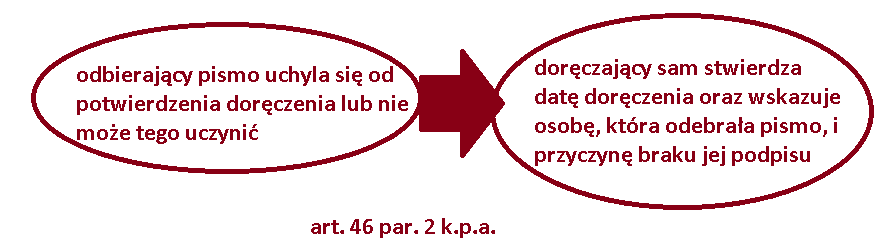 odbierający pismo uchyla się od
potwierdzenia doręczenia lub nie
może tego uczynić
doręczający sam stwierdza
datę doręczenia oraz wskazuje
osobę, która odebrała pismo, i
przyczynę braku jej podpisu
art. 46 par. 2 k.p.a.